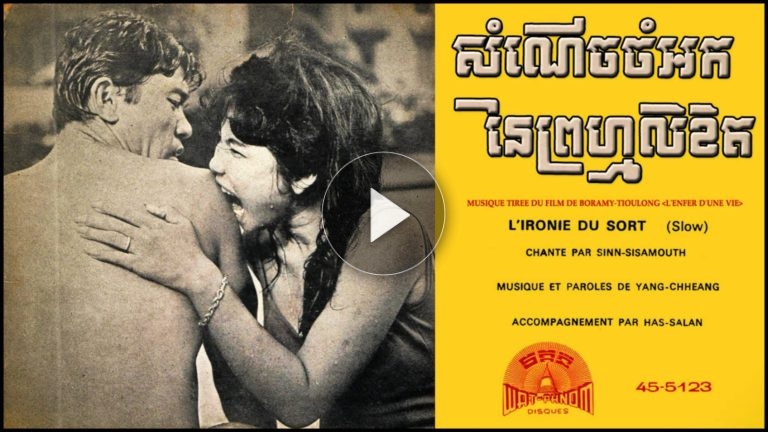 សំណើចចំអក
នៃព្រហ្មលិខិត
MUSIQUE TIREE DU FILM DE BORAMY-TIOULONG <L'ENFER D'UNE VIE>
L'IRONIE DU SORT (Slow)
CHANTE PAR SINN-SISAMOUTH
MUSIQUE ET PAROLES DE YANG-CHHEANG
ACCOMPAGNEMENT PAR HAS-SALAN
WAT-PHNOM
DISQUES
45-5123